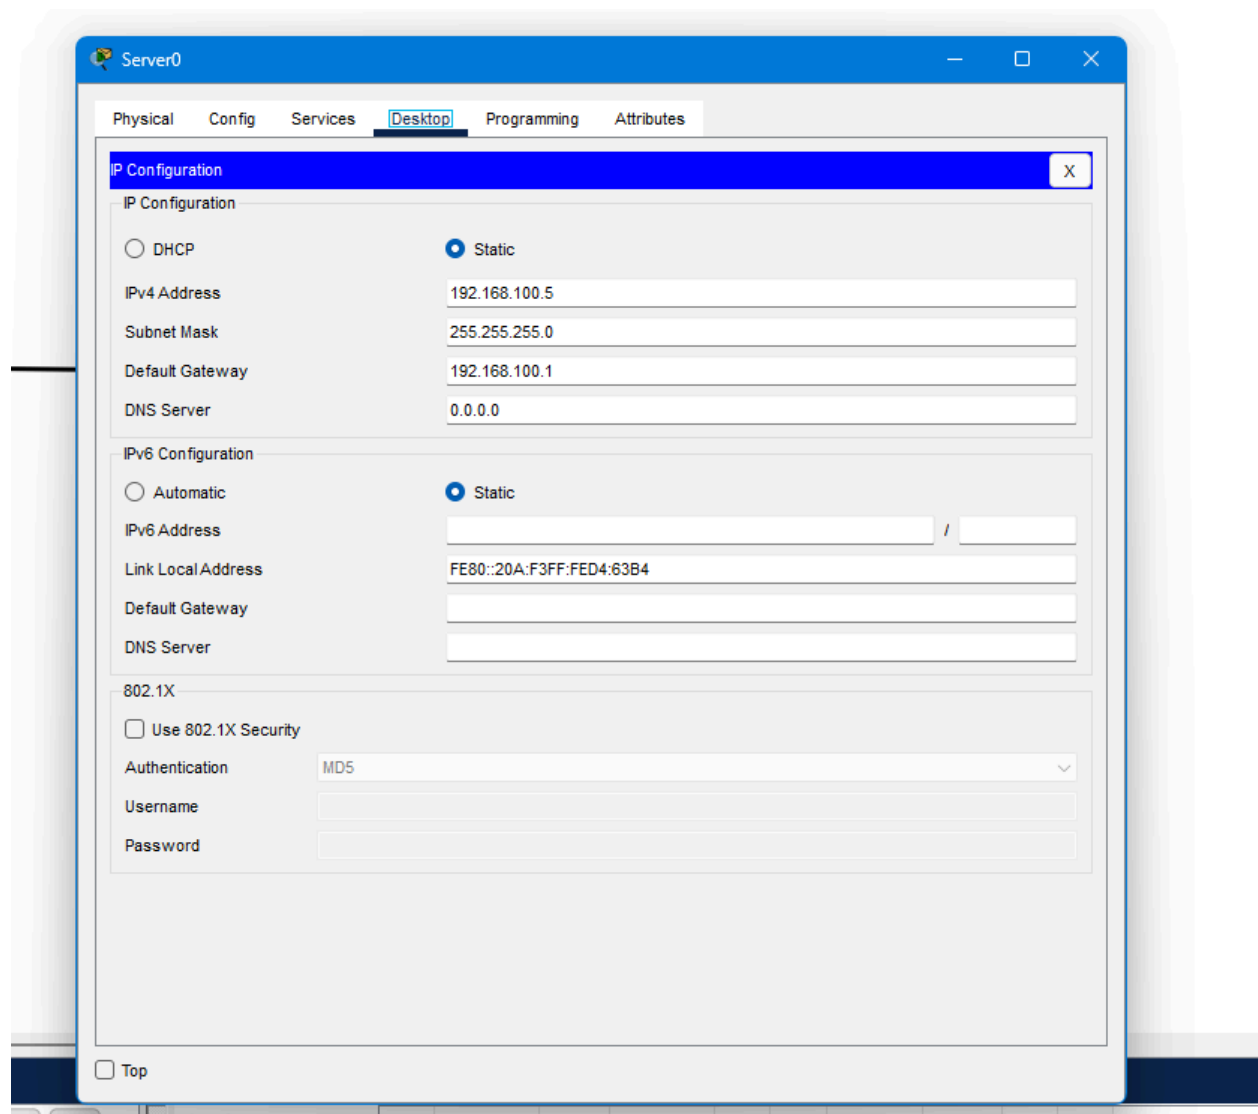 Server0
Physical Config Services Desktop Programming Attributes
IP Configuration X
IP Configuration
DHCP Static
IPv4 Address 192.168.100.5
Subnet Mask 255.255.255.0
Default Gateway 192.168.100.1
DNS Server 0.0.0.0
IPv6 Configuration
Automatic Static
IPv6 Address /
Link Local Address FE80::20A:F3FF:FED4:63B4
Default Gateway
DNS Server
802.1X
Use 802.1X Security
Authentication MD5
Username
Password
Top